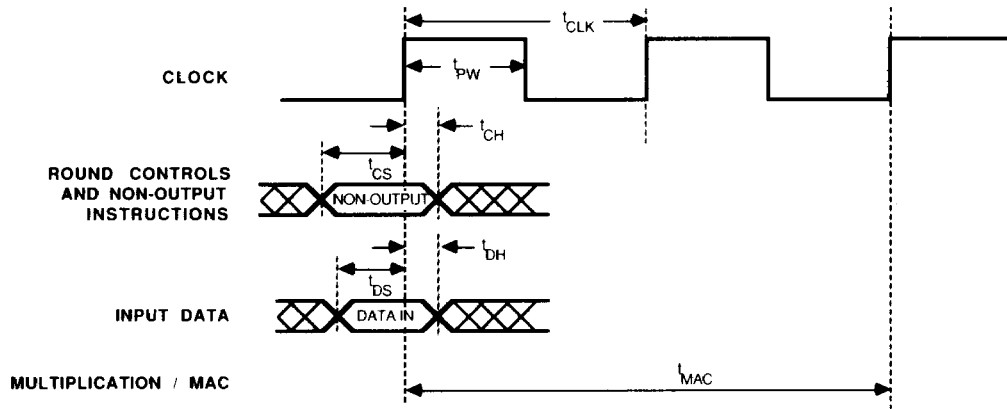 tCLK
CLOCK
tPW
tCH
tCS
ROUND CONTROLS
AND NON-OUTPUT
INSTRUCTIONS
NON-OUTPUT
tDH
tDS
INPUT DATA
DATA IN
MULTIPLICATION / MAC
tMAC